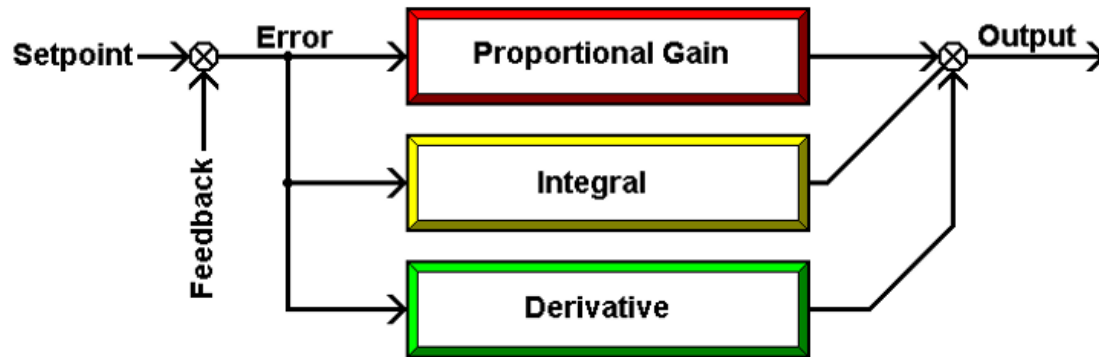 Setpoint
Error
Proportional Gain
Output
Integral
Feedback
Derivative